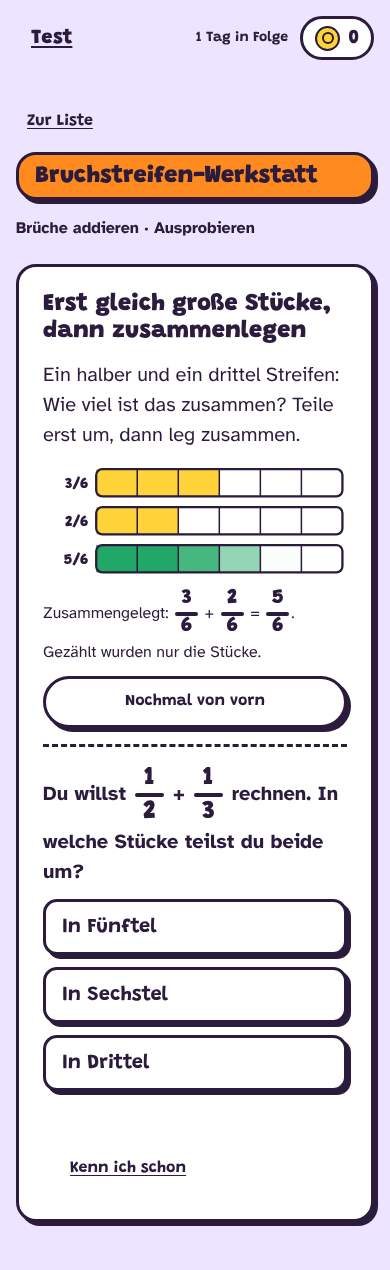 Test
1 Tag in Folge
0
Zur Liste
Bruchstreifen-Werkstatt
Brüche addieren · Ausprobieren
Erst gleich große Stücke,
dann zusammenlegen
Ein halber und ein drittel Streifen:
Wie viel ist das zusammen? Teile
erst um, dann leg zusammen.
3/6
2/6
5/6
Zusammengelegt: 3/6 + 2/6 = 5/6.
Gezählt wurden nur die Stücke.
Nochmal von vorn
Du willst 1/2 + 1/3 rechnen. In
welche Stücke teilst du beide
um?
In Fünftel
In Sechstel
In Drittel
Kenn ich schon